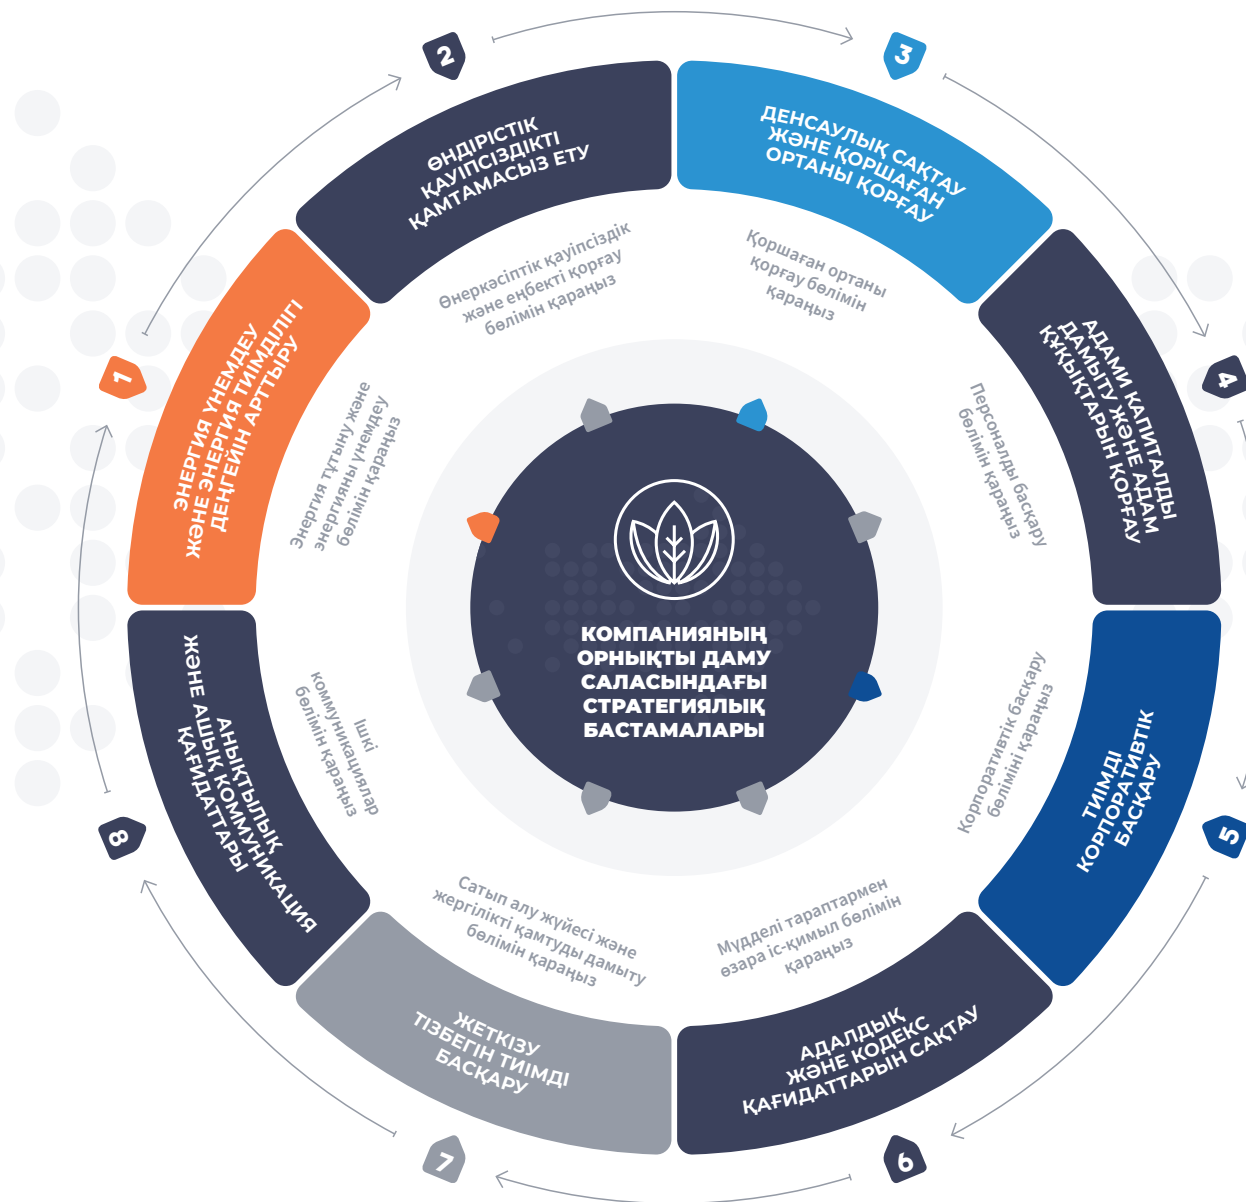 1
ЭНЕРГИЯ ҮНЕМДЕУ
ЖӘНЕ ЭНЕРГИЯ ТИІМДІЛІГІ
ДЕҢГЕЙІН АРТТЫРУ
Энергия тұтыну және
энергияны үнемдеу
бөлімін қараңыз
2
ӨНДІРІСТІК
ҚАУІПСІЗДІКТІ
ҚАМТАМАСЫЗ ЕТУ
Өнеркәсіптік қауіпсіздік
және еңбекті қорғау
бөлімін қараңыз
3
ДЕНСАУЛЫҚ САҚТАУ
ЖӘНЕ ҚОРШАҒАН
ОРТАНЫ ҚОРҒАУ
Қоршаған ортаны
қорғау бөлімін
қараңыз
4
АДАМИ КАПИТАЛДЫ
ДАМЫТУ ЖӘНЕ АДАМ
ҚҰҚЫҚТАРЫН ҚОРҒАУ
Персоналды басқару
бөлімін қараңыз
5
ТИІМДІ
КОРПОРАТИВТІК
БАСҚАРУ
Корпоративтік басқару
бөліміні қараңыз
6
АДАЛДЫҚ
ЖӘНЕ КОДЕКС
ҚАҒИДАТТАРЫН САҚТАУ
Мүдделі тараптармен
өзара іс-қимыл бөлімін
қараңыз
7
ЖЕТКІЗУ
ТІЗБЕГІН ТИІМДІ
БАСҚАРУ
Сатып алу жүйесі және
жергілікті қамтуды дамыту
бөлімін қараңыз
8
АНЫҚТЫЛЫҚ
ЖӘНЕ АШЫҚ КОММУНИКАЦИЯ
ҚАҒИДАТТАРЫ
Ішкі
коммуникациялар
бөлімін қараңыз
КОМПАНИЯНЫҢ
ОРНЫҚТЫ ДАМУ
САЛАСЫНДАҒЫ
СТРАТЕГИЯЛЫҚ
БАСТАМАЛАРЫ